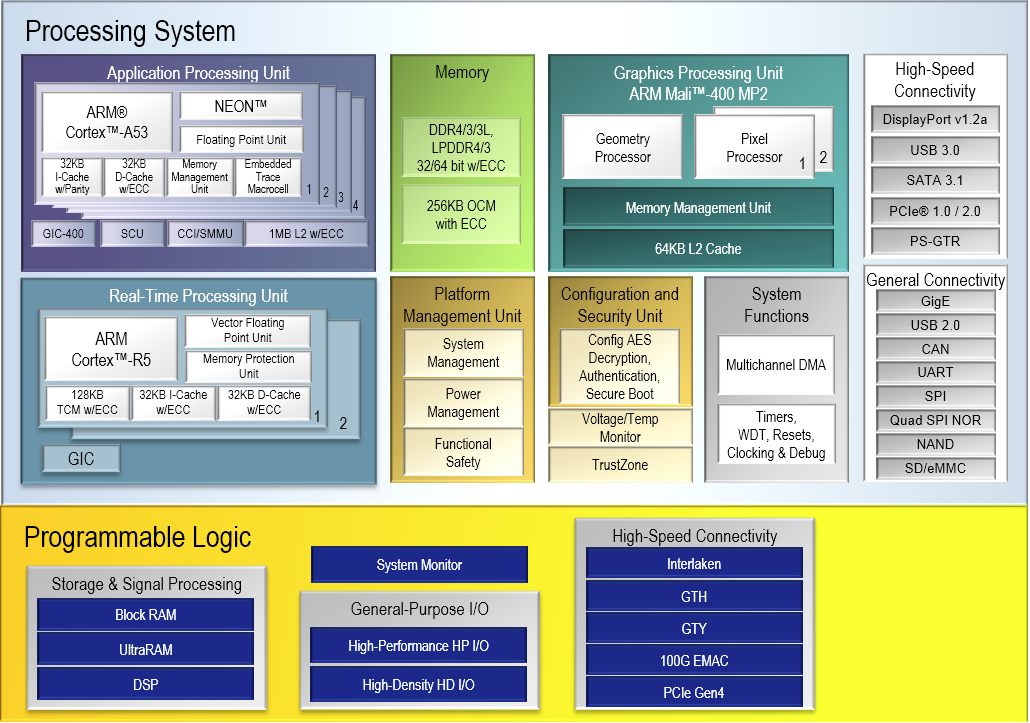 Processing System
Application Processing Unit
ARM®
Cortex™-A53
NEON™
Floating Point Unit
32KB
I-Cache
w/Parity
32KB
D-Cache
w/ECC
Memory
Management
Unit
Embedded
Trace
Macrocell
1
2
3
4
GIC-400
SCU
CCI/SMMU
1MB L2 w/ECC
Memory
DDR4/3/3L,
LPDDR4/3
32/64 bit w/ECC
256KB OCM
with ECC
Graphics Processing Unit
ARM Mali™-400 MP2
Geometry
Processor
Pixel
Processor
1
2
Memory Management Unit
64KB L2 Cache
High-Speed
Connectivity
DisplayPort v1.2a
USB 3.0
SATA 3.1
PCIe® 1.0 / 2.0
PS-GTR
Real-Time Processing Unit
ARM
Cortex™-R5
Vector Floating
Point Unit
Memory Protection
Unit
128KB
TCM w/ECC
32KB I-Cache
w/ECC
32KB D-Cache
w/ECC
1
2
GIC
Platform
Management Unit
System
Management
Power
Management
Functional
Safety
Configuration and
Security Unit
Config AES
Decryption,
Authentication,
Secure Boot
Voltage/Temp
Monitor
TrustZone
System
Functions
Multichannel DMA
Timers,
WDT, Resets,
Clocking & Debug
General Connectivity
GigE
USB 2.0
CAN
UART
SPI
Quad SPI NOR
NAND
SD/eMMC
Programmable Logic
Storage & Signal Processing
Block RAM
UltraRAM
DSP
System Monitor
General-Purpose I/O
High-Performance HP I/O
High-Density HD I/O
High-Speed Connectivity
Interlaken
GTH
GTY
100G EMAC
PCIe Gen4